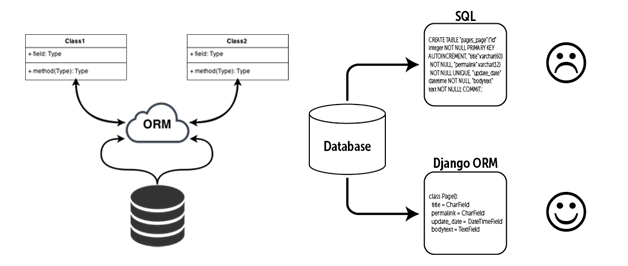 Class1
+ field: Type
+ method(Type): Type
Class2
+ field: Type
+ method(Type): Type
ORM
Database
SQL
CREATE TABLE "pages_page" ("id"
integer NOT NULL PRIMARY KEY
AUTOINCREMENT, "title" varchar(60)
NOT NULL, "permalink" varchar(12)
NOT NULL UNIQUE, "update_date"
datetime NOT NULL, "bodytext"
text NOT NULL); COMMIT;
Django ORM
class Page():
title = CharField
permalink = CharField
update_date = DateTimeField
bodytext = TextField